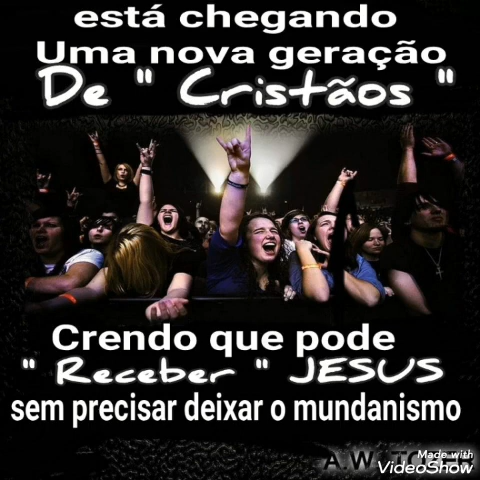 está chegando
Uma nova geração
De " Cristãos "
Crendo que pode
" Receber " JESUS
sem precisar deixar o mundanismo
Made with
VideoShow